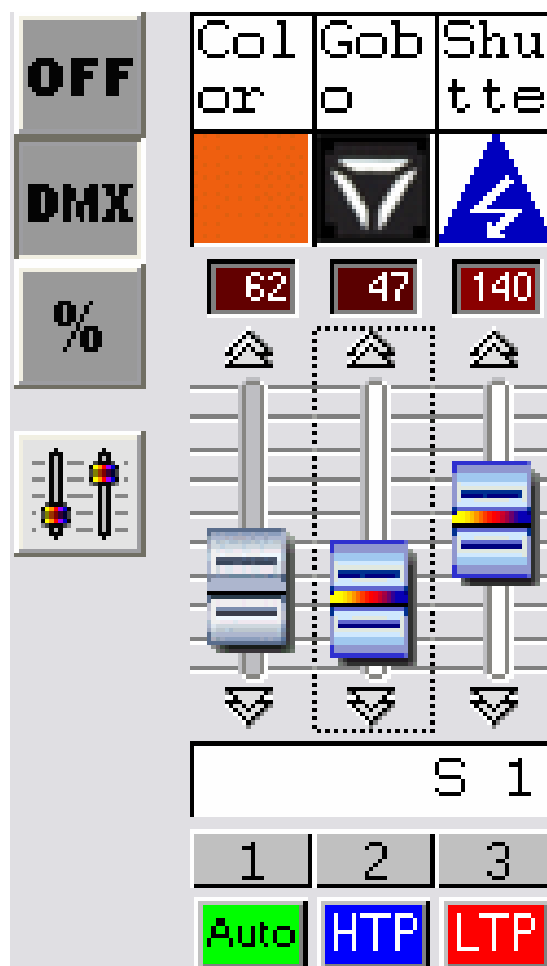 OFF
DMX
%
Col
or
Gob
o
Shu
tte
62
47
140
S 1
1
2
3
Auto
HTP
LTP